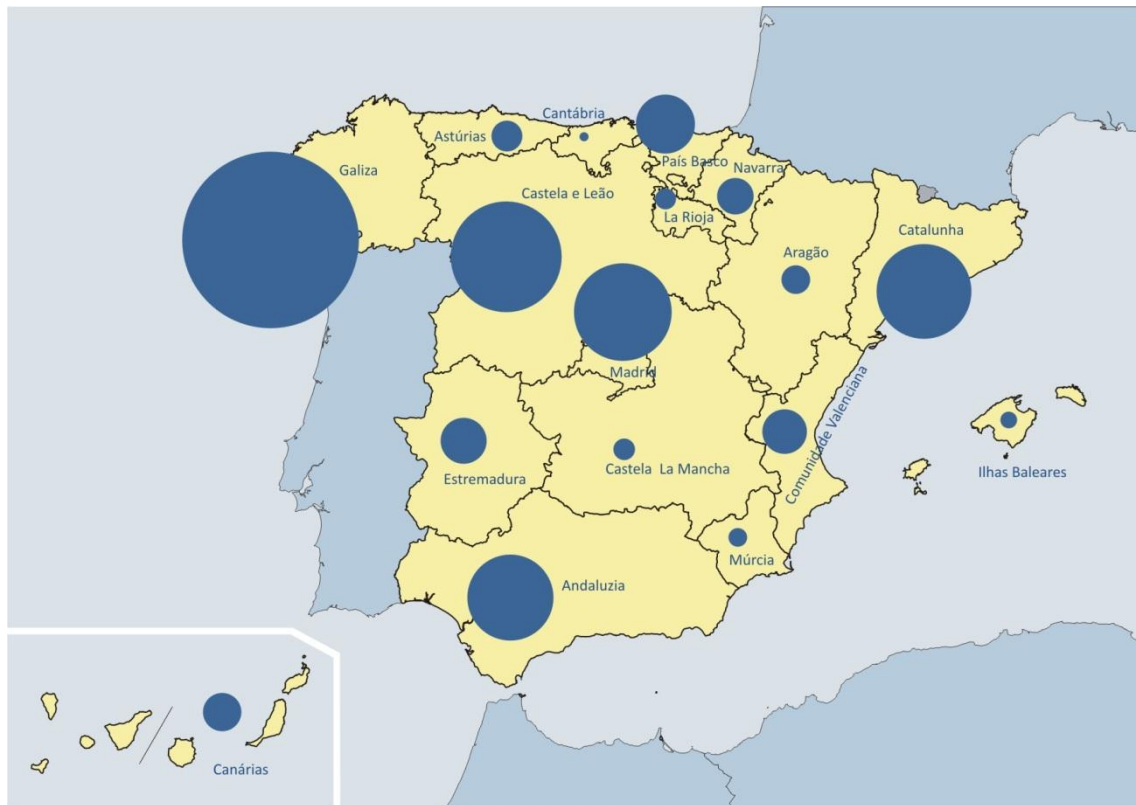 Cantábria
Astúrias
Galiza
País Basco
Navarra
Castela e Leão
La Rioja
Catalunha
Aragão
Madrid
Comunidade Valenciana
Estremadura
Castela La Mancha
Ilhas Baleares
Múrcia
Andaluzia
Canárias